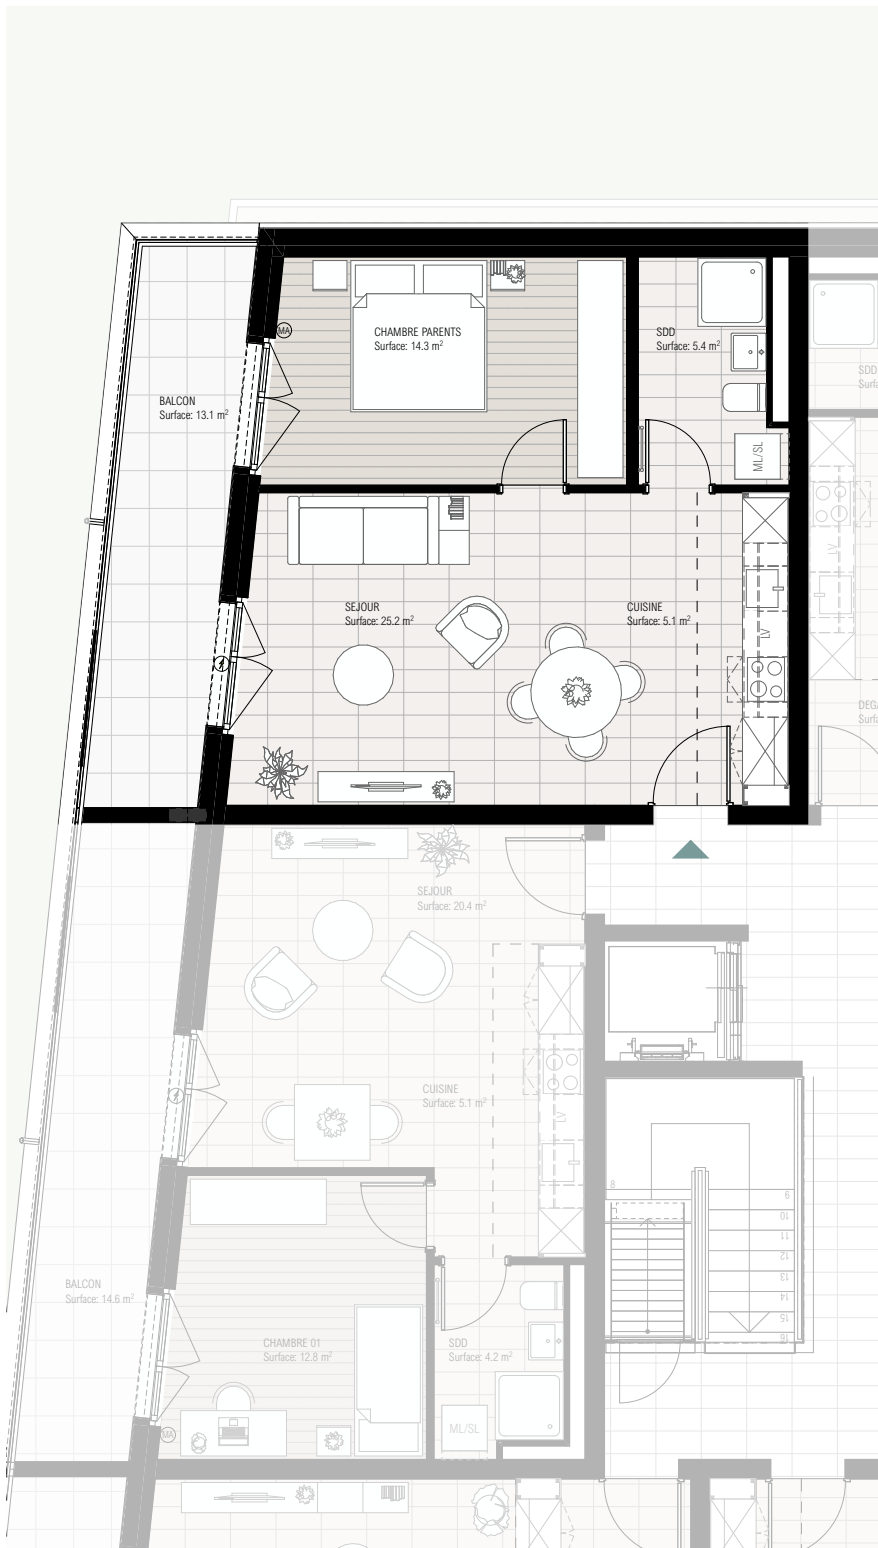 CHAMBRE PARENTS
Surface: 14.3 m²
SDD
Surface: 5.4 m²
MA
BALCON
Surface: 13.1 m²
ML/SL
SDD
SEJOUR
Surface: 25.2 m²
CUISINE
Surface: 5.1 m²
LV
LV
SEJOUR
Surface: 20.4 m²
CUISINE
Surface: 5.1 m²
LV
8
9
10
11
12
13
14
15
16
BALCON
Surface: 14.6 m²
CHAMBRE 01
Surface: 12.8 m²
SDD
Surface: 4.2 m²
ML/SL
MA